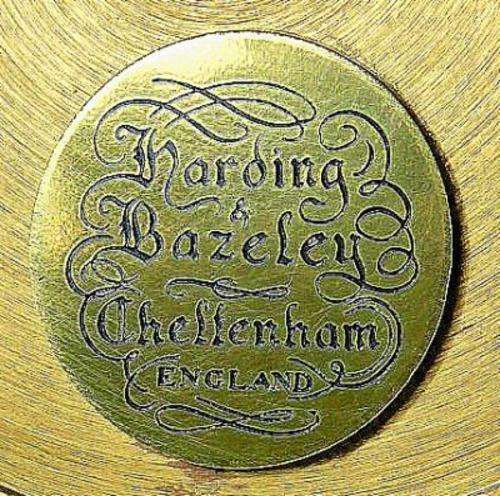 Harding
&
Bazeley
Cheltenham
ENGLAND